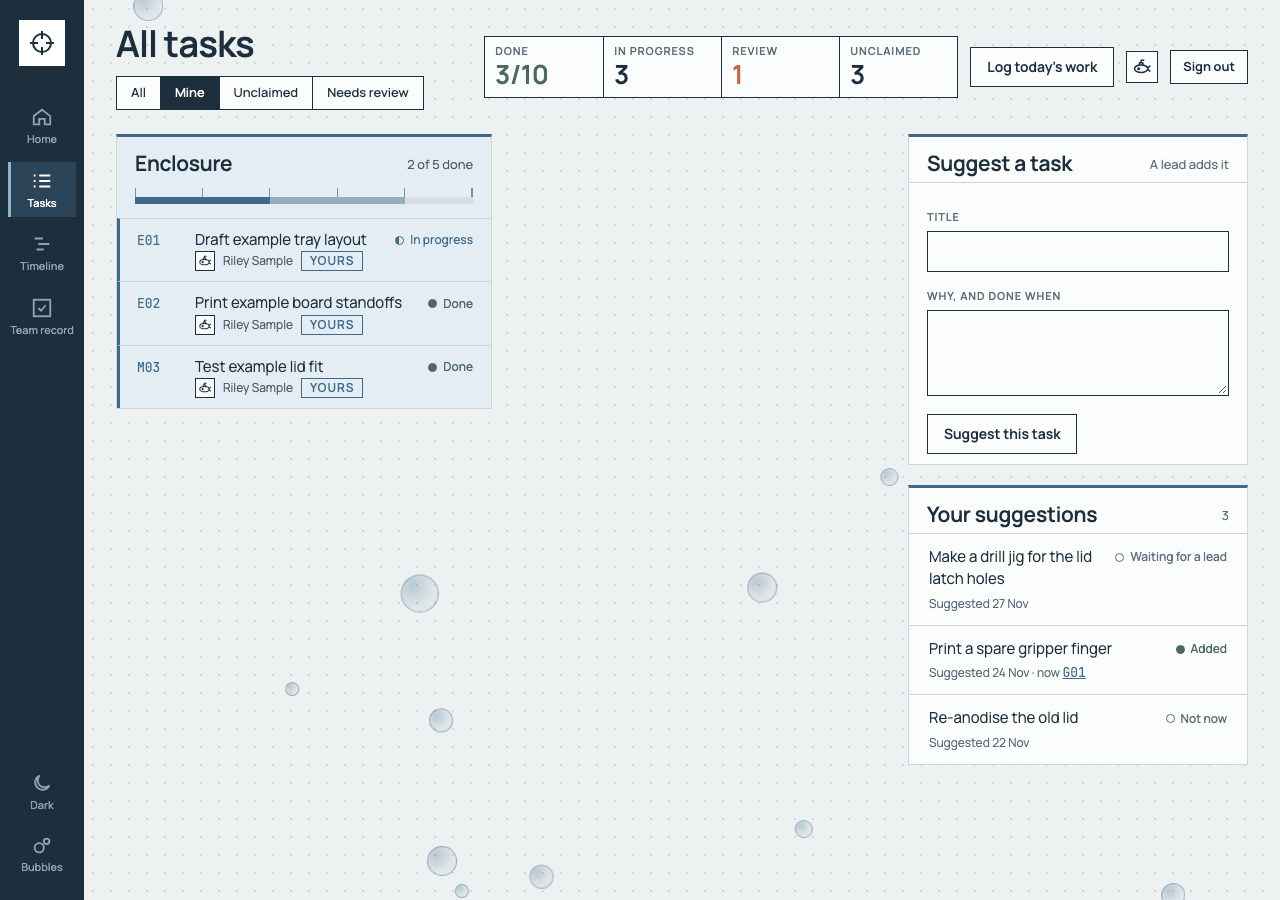 Home
Tasks
Timeline
Team record
Dark
Bubbles
All tasks
All
Mine
Unclaimed
Needs review
DONE
3/10
IN PROGRESS
3
REVIEW
1
UNCLAIMED
3
Log today's work
Sign out
Enclosure
2 of 5 done
E01
Draft example tray layout
In progress
Riley Sample
YOURS
E02
Print example board standoffs
Done
Riley Sample
YOURS
M03
Test example lid fit
Done
Riley Sample
YOURS
Suggest a task
A lead adds it
TITLE
WHY, AND DONE WHEN
Suggest this task
Your suggestions
3
Make a drill jig for the lid
latch holes
Waiting for a lead
Suggested 27 Nov
Print a spare gripper finger
Added
Suggested 24 Nov · now G01
Re-anodise the old lid
Not now
Suggested 22 Nov